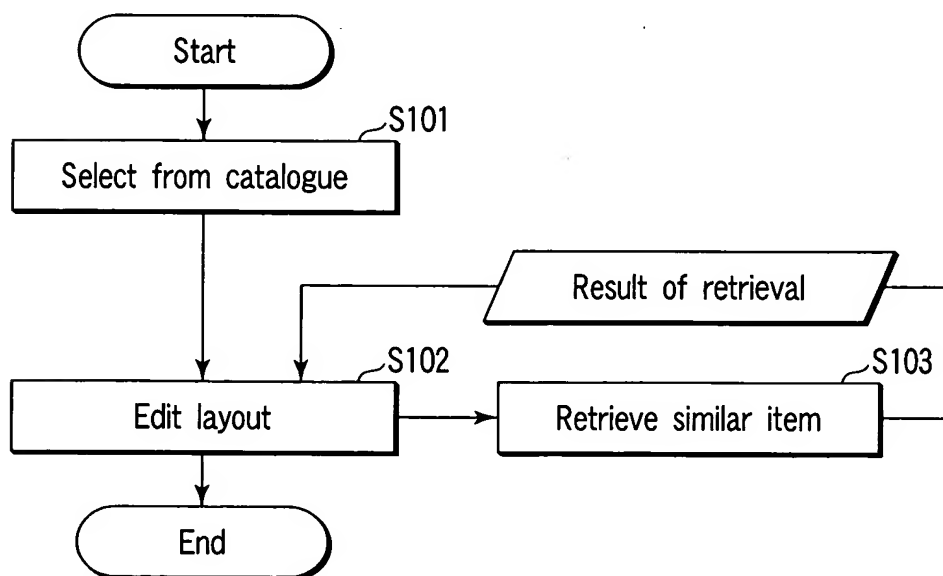 Start
S101
Select from catalogue
Result of retrieval
S102
S103
Edit layout
Retrieve similar item
End